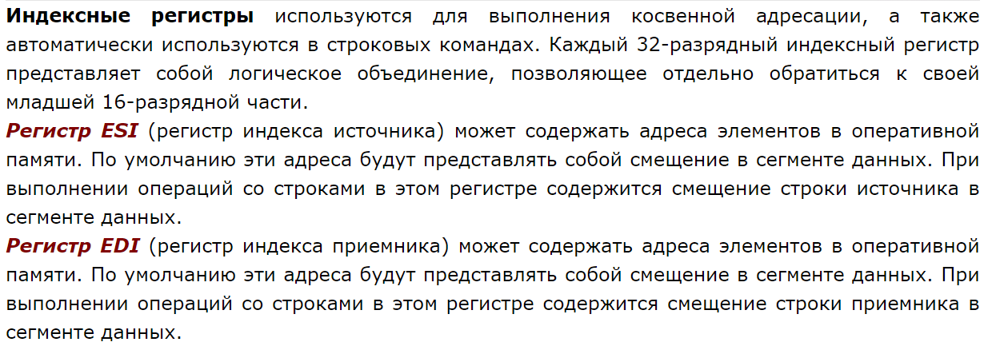 Индексные регистры используются для выполнения косвенной адресации, а также
автоматически используются в строковых командах. Каждый 32-разрядный индексный регистр
представляет собой логическое объединение, позволяющее отдельно обратиться к своей
младшей 16-разрядной части.
Регистр ESI (регистр индекса источника) может содержать адреса элементов в оперативной
памяти. По умолчанию эти адреса будут представлять собой смещение в сегменте данных. При
выполнении операций со строками в этом регистре содержится смещение строки источника в
сегменте данных.
Регистр EDI (регистр индекса приемника) может содержать адреса элементов в оперативной
памяти. По умолчанию эти адреса будут представлять собой смещение в сегменте данных. При
выполнении операций со строками в этом регистре содержится смещение строки приемника в
сегменте данных.